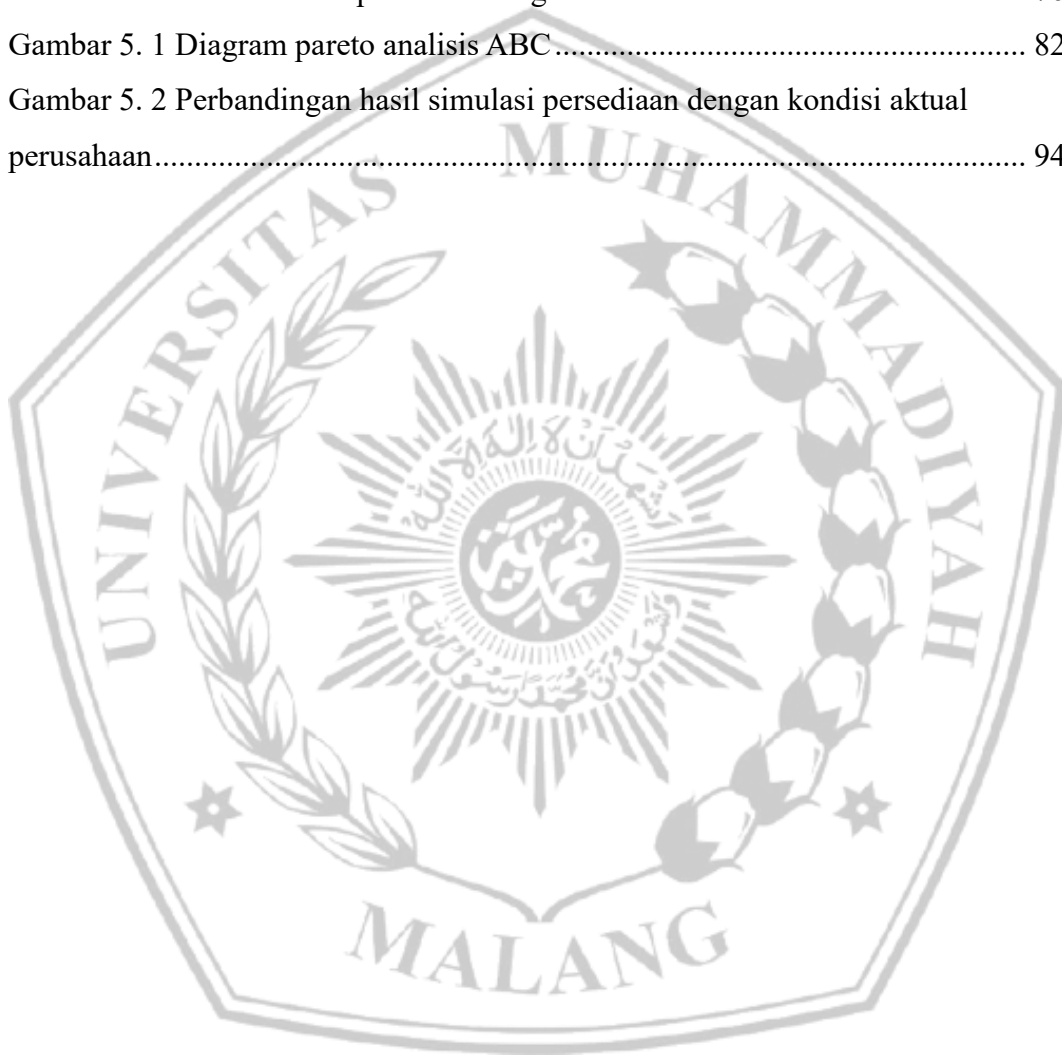 Gambar 5. 1 Diagram pareto analisis ABC........................................................... 82
Gambar 5. 2 Perbandingan hasil simulasi persediaan dengan kondisi aktual
perusahaan............................................................................................................. 94
UNIVERSITAS MUHAMMADIYAH
MALANG